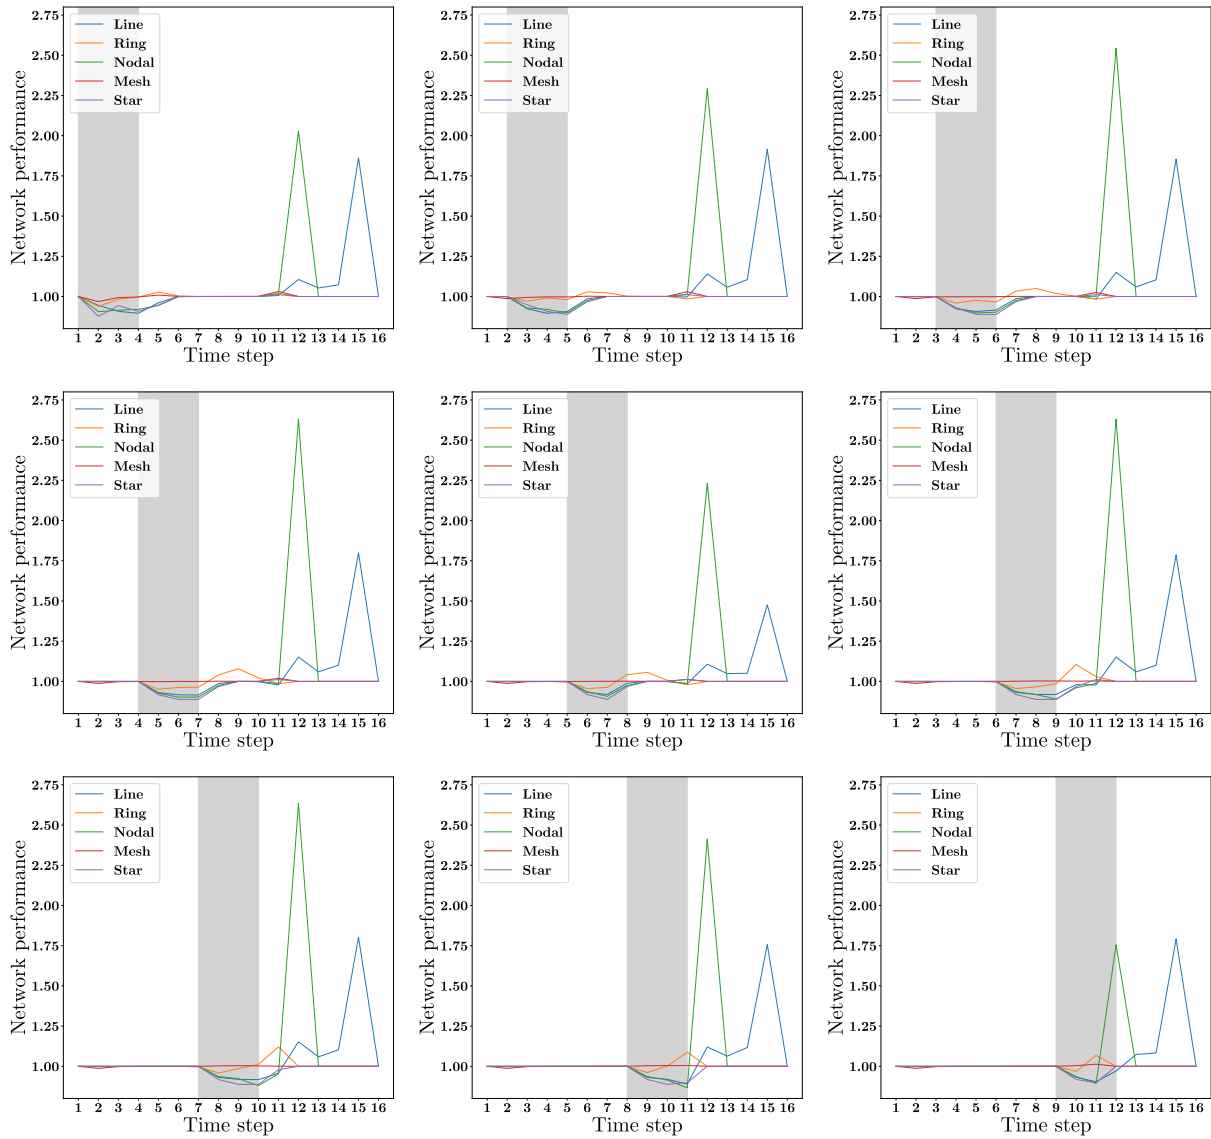 2.75
2.50
2.25
2.00
1.75
1.50
1.25
1.00
Network performance
Line
Ring
Nodal
Mesh
Star
1 2 3 4 5 6 7 8 9 10 11 12 13 14 15 16
Time step
2.75
2.50
2.25
2.00
1.75
1.50
1.25
1.00
Network performance
Line
Ring
Nodal
Mesh
Star
1 2 3 4 5 6 7 8 9 10 11 12 13 14 15 16
Time step
2.75
2.50
2.25
2.00
1.75
1.50
1.25
1.00
Network performance
Line
Ring
Nodal
Mesh
Star
1 2 3 4 5 6 7 8 9 10 11 12 13 14 15 16
Time step
2.75
2.50
2.25
2.00
1.75
1.50
1.25
1.00
Network performance
Line
Ring
Nodal
Mesh
Star
1 2 3 4 5 6 7 8 9 10 11 12 13 14 15 16
Time step
2.75
2.50
2.25
2.00
1.75
1.50
1.25
1.00
Network performance
Line
Ring
Nodal
Mesh
Star
1 2 3 4 5 6 7 8 9 10 11 12 13 14 15 16
Time step
2.75
2.50
2.25
2.00
1.75
1.50
1.25
1.00
Network performance
Line
Ring
Nodal
Mesh
Star
1 2 3 4 5 6 7 8 9 10 11 12 13 14 15 16
Time step
2.75
2.50
2.25
2.00
1.75
1.50
1.25
1.00
Network performance
Line
Ring
Nodal
Mesh
Star
1 2 3 4 5 6 7 8 9 10 11 12 13 14 15 16
Time step
2.75
2.50
2.25
2.00
1.75
1.50
1.25
1.00
Network performance
Line
Ring
Nodal
Mesh
Star
1 2 3 4 5 6 7 8 9 10 11 12 13 14 15 16
Time step
2.75
2.50
2.25
2.00
1.75
1.50
1.25
1.00
Network performance
Line
Ring
Nodal
Mesh
Star
1 2 3 4 5 6 7 8 9 10 11 12 13 14 15 16
Time step